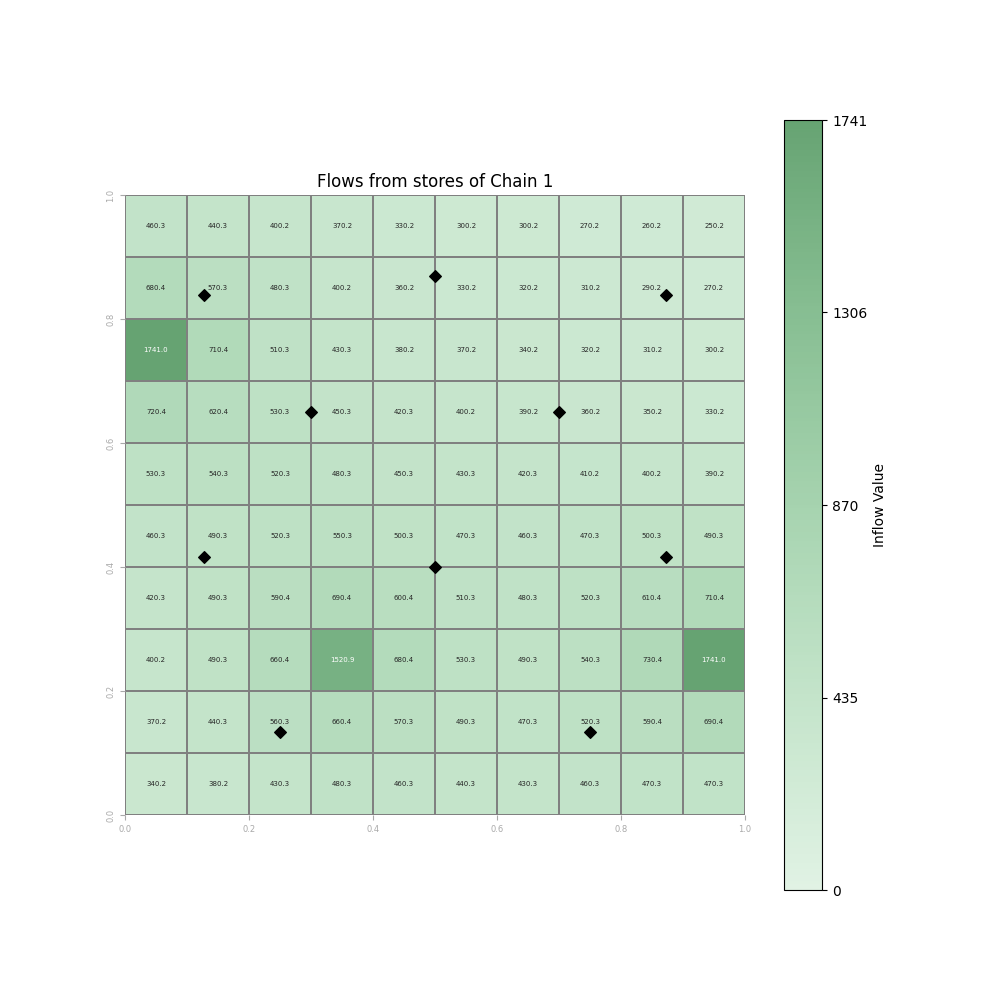 Flows from stores of Chain 1
1.0
460.3 440.3 400.2 370.2 330.2 300.2 300.2 270.2 260.2 250.2
680.4 570.3 480.3 400.2 360.2 330.2 320.2 310.2 290.2 270.2
0.8
1741.0 710.4 510.3 430.3 380.2 370.2 340.2 320.2 310.2 300.2
720.4 620.4 530.3 450.3 420.3 400.2 390.2 360.2 350.2 330.2
0.6
530.3 540.3 520.3 480.3 450.3 430.3 420.3 410.2 400.2 390.2
460.3 490.3 520.3 550.3 500.3 470.3 460.3 470.3 500.3 490.3
0.4
420.3 490.3 590.4 690.4 600.4 510.3 480.3 520.3 610.4 710.4
400.2 490.3 660.4 1520.9 680.4 530.3 490.3 540.3 730.4 1741.0
0.2
370.2 440.3 560.3 660.4 570.3 490.3 470.3 520.3 590.4 690.4
340.2 380.2 430.3 480.3 460.3 440.3 430.3 460.3 470.3 470.3
0.0
0.0 0.2 0.4 0.6 0.8 1.0
1741
1306
870
435
0
Inflow Value